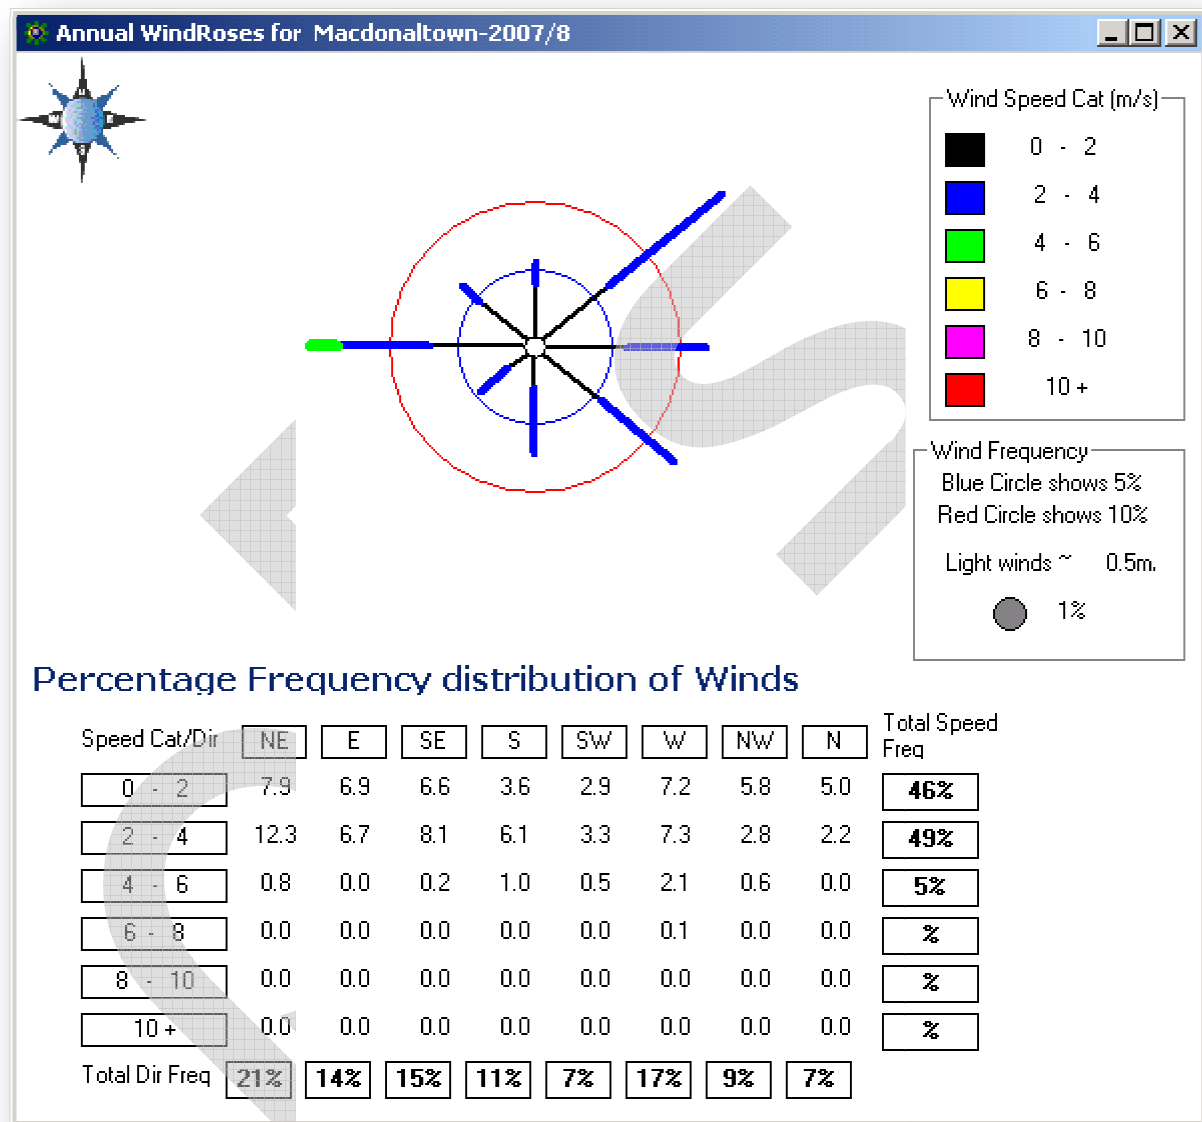 Annual WindRoses for Macdonaltown-2007/8
Wind Speed Cat (m/s)
0 - 2
2 - 4
4 - 6
6 - 8
8 - 10
10 +
Wind Frequency
Blue Circle shows 5%
Red Circle shows 10%
Light winds ~ 0.5m.
1%
Percentage Frequency distribution of Winds
Speed Cat/Dir NE E SE S SW W NW N Total Speed Freq
0 - 2 7.9 6.9 6.6 3.6 2.9 7.2 5.8 5.0 46%
2 - 4 12.3 6.7 8.1 6.1 3.3 7.3 2.8 2.2 49%
4 - 6 0.8 0.0 0.2 1.0 0.5 2.1 0.6 0.0 5%
6 - 8 0.0 0.0 0.0 0.0 0.0 0.1 0.0 0.0 %
8 - 10 0.0 0.0 0.0 0.0 0.0 0.0 0.0 0.0 %
10 + 0.0 0.0 0.0 0.0 0.0 0.0 0.0 0.0 %
Total Dir Freq 21% 14% 15% 11% 7% 17% 9% 7%